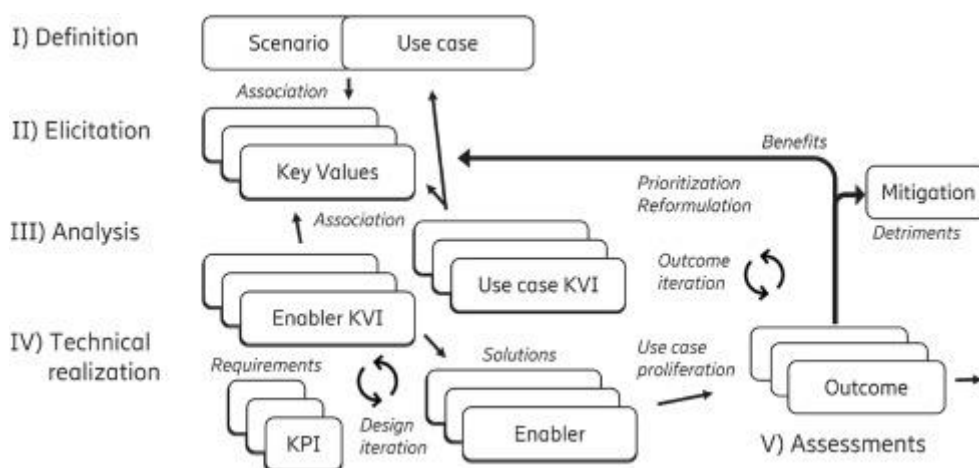 I) Definition
Scenario
Use case
Association
II) Elicitation
Key Values
Benefits
Prioritization
Reformulation
Mitigation
Detriments
III) Analysis
Association
Use case KVI
Enabler KVI
Outcome
iteration
IV) Technical
realization
Requirements
KPI
Design
iteration
Solutions
Enabler
Use case
proliferation
Outcome
V) Assessments